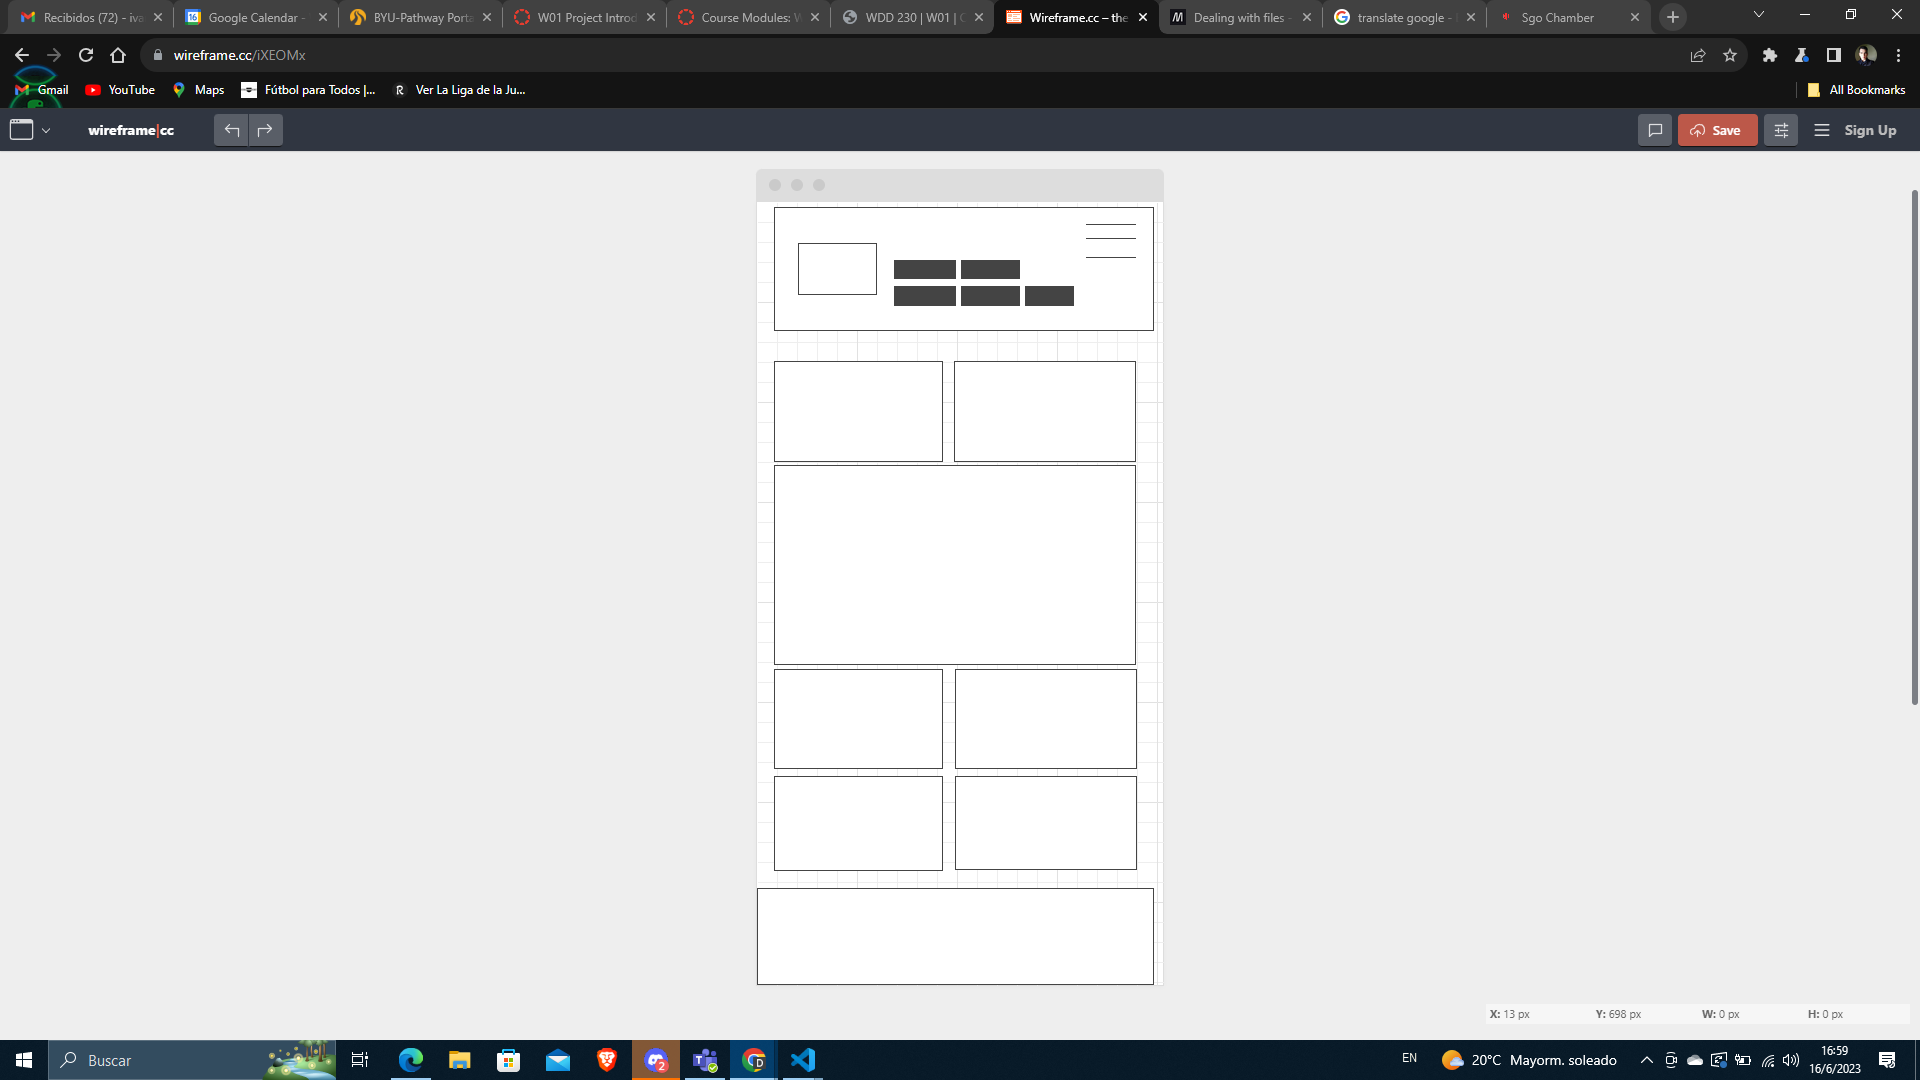 Recibidos (72) - iva
Google Calendar -
BYU-Pathway Porta
W01 Project Introd
Course Modules: W
WDD 230 | W01 | C
Wireframe.cc – the
Dealing with files -
translate google -
Sgo Chamber
wireframe.cc/iXEOMx
Gmail
YouTube
Maps
Fútbol para Todos |...
Ver La Liga de la Ju...
All Bookmarks
wireframe|cc
Save
Sign Up
X: 13 px Y: 698 px W: 0 px H: 0 px
Buscar
2
EN
20°C Mayorm. soleado
16:59
16/6/2023